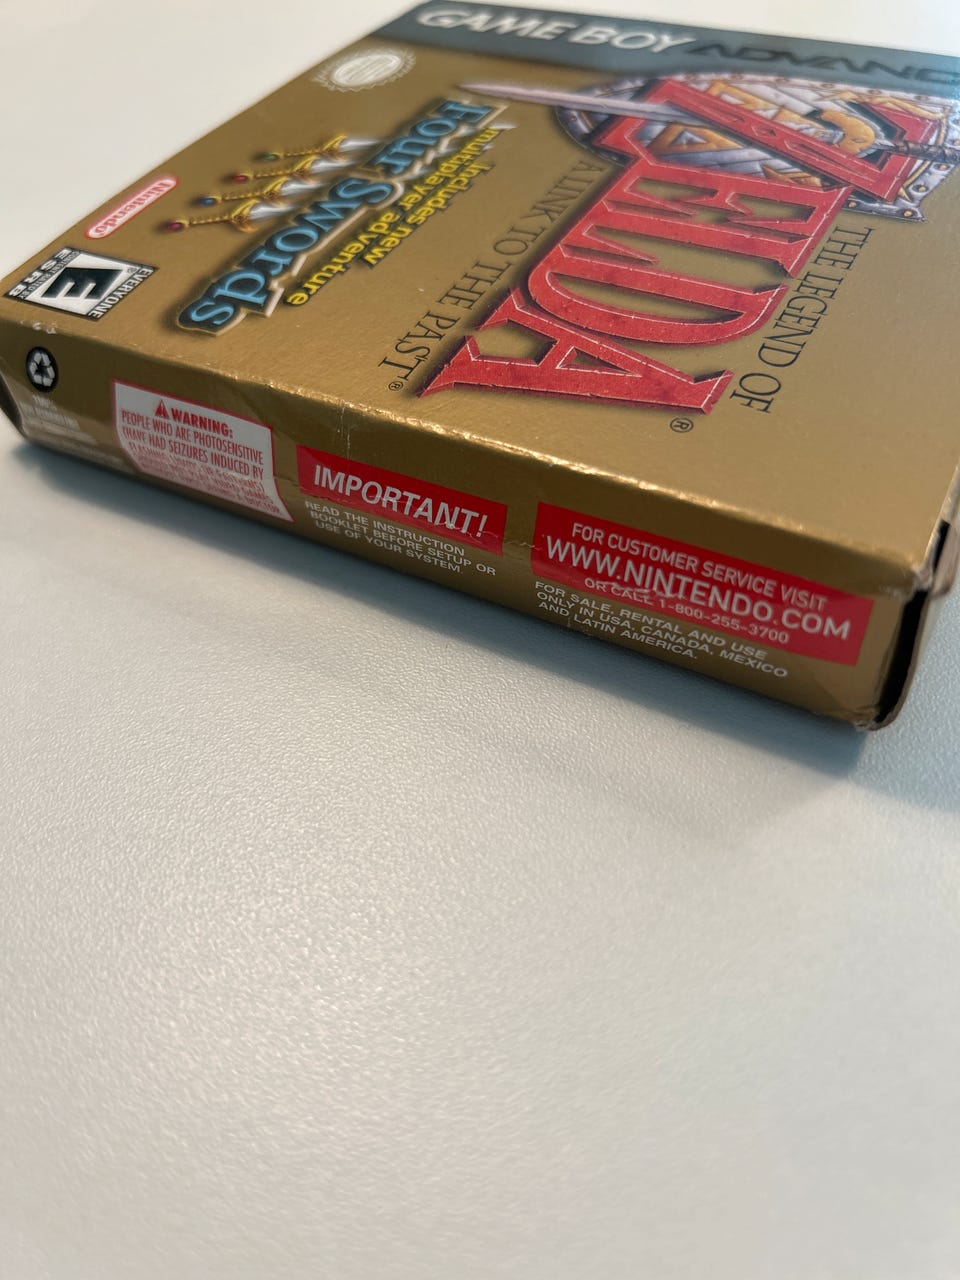 GAME BOY ADVANC
THE LEGEND OF
ZELDA®
A LINK TO THE PAST®
Includes new
multiplayer adventure
Four Swords
Nintendo®
EVERYONE
E
ESRB
WARNING:
PEOPLE WHO ARE PHOTOSENSITIVE
HAVE HAD SEIZURES INDUCED BY
IMPORTANT!
READ THE INSTRUCTION
BOOKLET BEFORE SETUP OR
USE OF YOUR SYSTEM.
FOR CUSTOMER SERVICE VISIT
WWW.NINTENDO.COM
OR CALL 1-800-255-3700
FOR SALE, RENTAL AND USE
ONLY IN USA, CANADA, MEXICO
AND LATIN AMERICA.